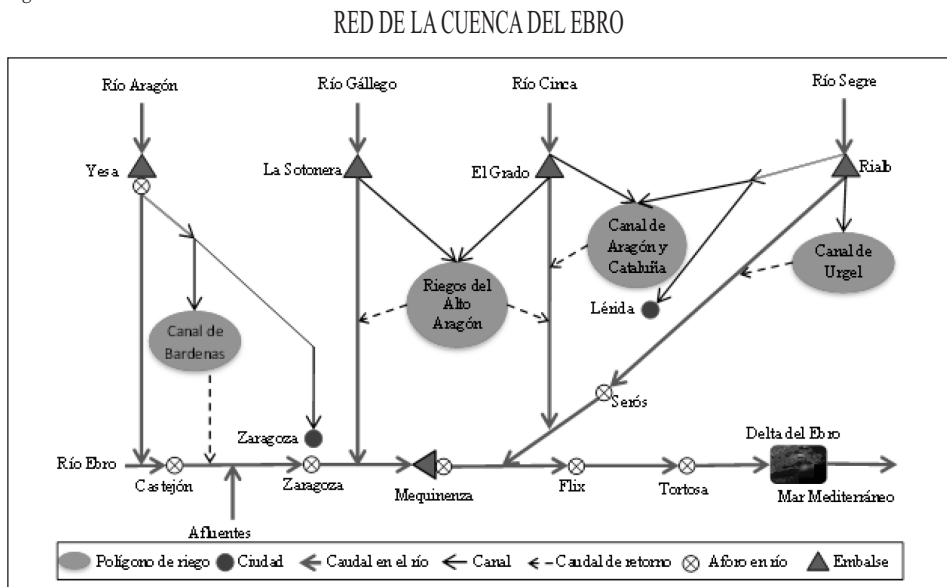 RED DE LA CUENCA DEL EBRO
Río Aragón
Río Gállego
Río Cinca
Río Segre
Yesa
La Sotonera
El Grado
Rialb
Canal de
Aragón y
Cataluña
Canal de
Urgel
Riegos del
Alto
Aragón
Lérida
Canal de
Bardenas
Serós
Zaragoza
Delta del Ebro
Río Ebro
Castejón
Zaragoza
Mequinenza
Flix
Tortosa
Mar Mediterráneo
Afluentes
Polígono de riego
Ciudad
Caudal en el río
Canal
Caudal de retorno
Aforo en río
Embalse